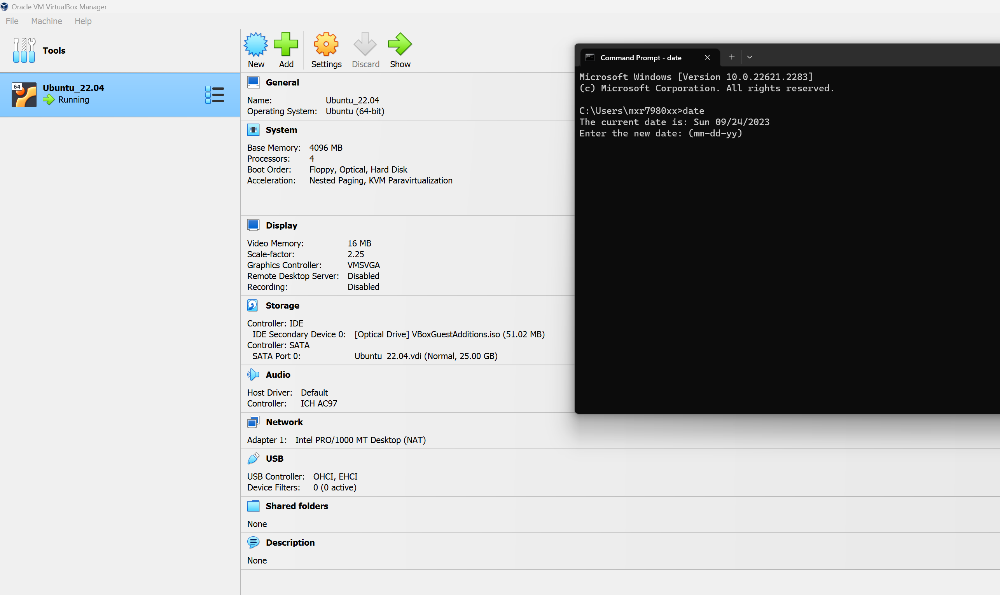 Oracle VM VirtualBox Manager
File Machine Help
Tools
New Add Settings Discard Show
64
Ubuntu_22.04
Running
General
Name: Ubuntu_22.04
Operating System: Ubuntu (64-bit)
System
Base Memory: 4096 MB
Processors: 4
Boot Order: Floppy, Optical, Hard Disk
Acceleration: Nested Paging, KVM Paravirtualization
Display
Video Memory: 16 MB
Scale-factor: 2.25
Graphics Controller: VMSVGA
Remote Desktop Server: Disabled
Recording: Disabled
Storage
Controller: IDE
IDE Secondary Device 0: [Optical Drive] VBoxGuestAdditions.iso (51.02 MB)
Controller: SATA
SATA Port 0: Ubuntu_22.04.vdi (Normal, 25.00 GB)
Audio
Host Driver: Default
Controller: ICH AC97
Network
Adapter 1: Intel PRO/1000 MT Desktop (NAT)
USB
USB Controller: OHCI, EHCI
Device Filters: 0 (0 active)
Shared folders
None
Description
None
Command Prompt - date
Microsoft Windows [Version 10.0.22621.2283]
(c) Microsoft Corporation. All rights reserved.
C:\Users\mxr7980xx>date
The current date is: Sun 09/24/2023
Enter the new date: (mm-dd-yy)